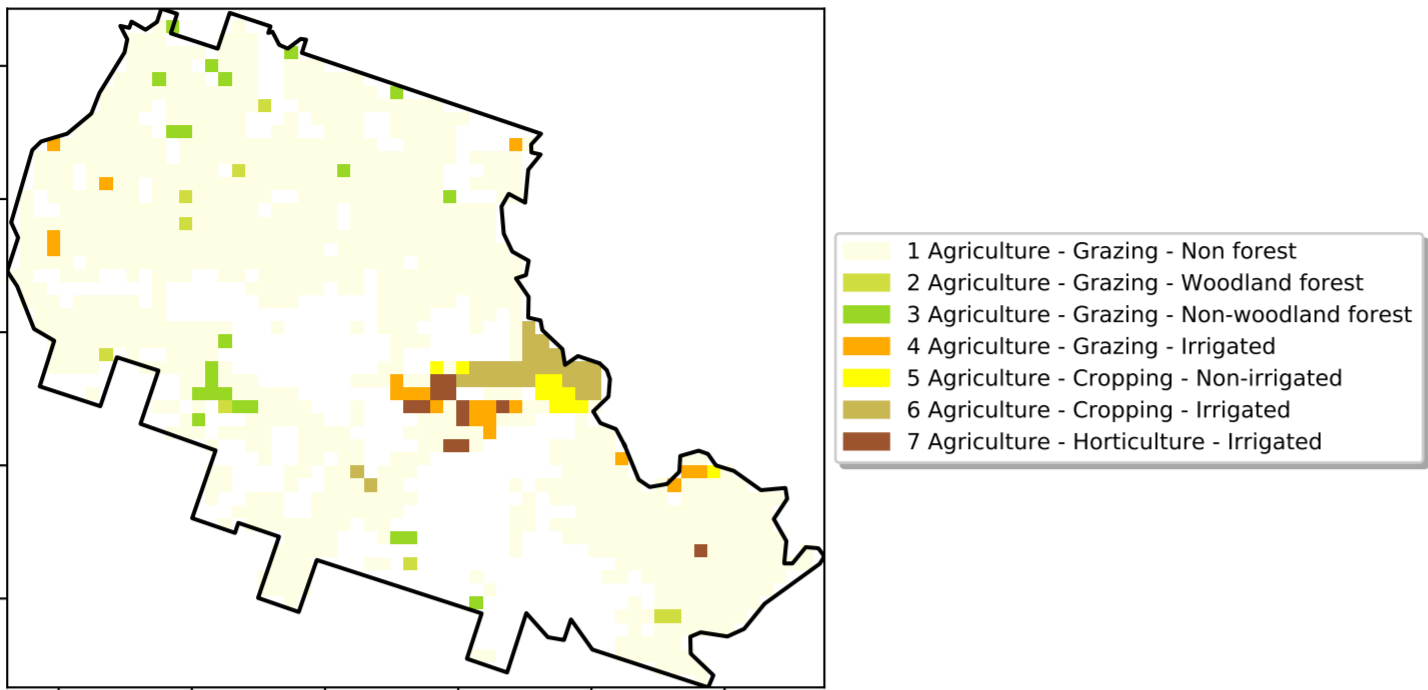 1 Agriculture - Grazing - Non forest
2 Agriculture - Grazing - Woodland forest
3 Agriculture - Grazing - Non-woodland forest
4 Agriculture - Grazing - Irrigated
5 Agriculture - Cropping - Non-irrigated
6 Agriculture - Cropping - Irrigated
7 Agriculture - Horticulture - Irrigated